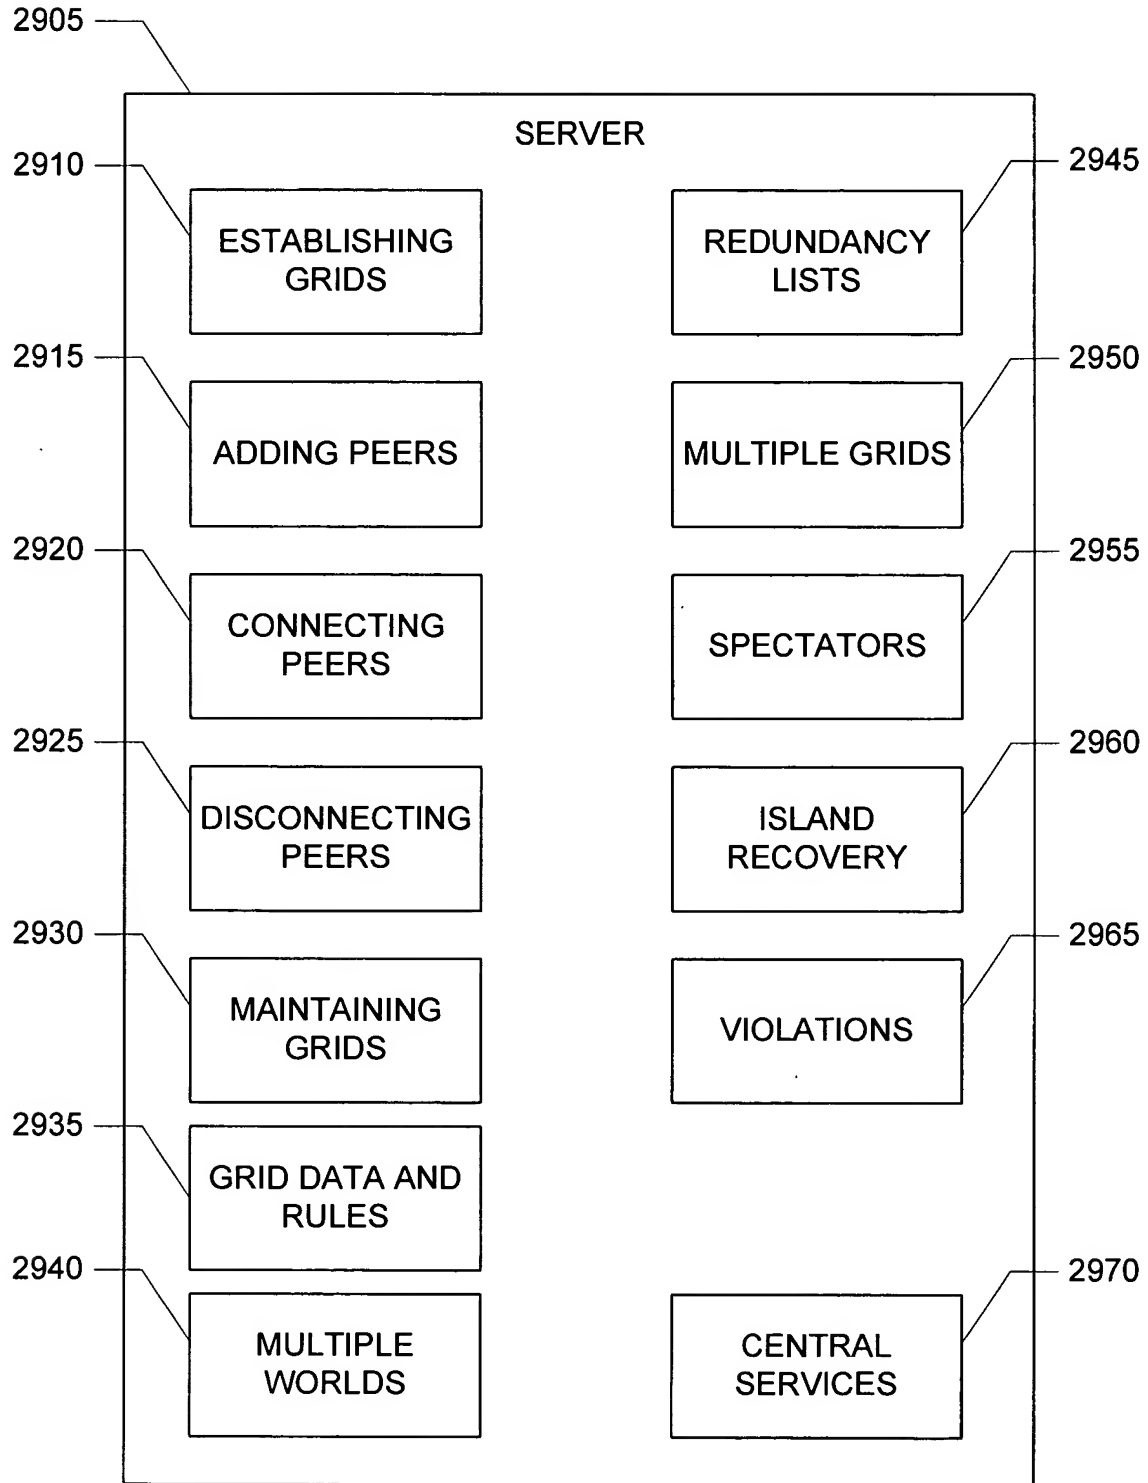 2905
SERVER
2910
ESTABLISHING
GRIDS
2945
REDUNDANCY
LISTS
2915
ADDING PEERS
2950
MULTIPLE GRIDS
2920
CONNECTING
PEERS
2955
SPECTATORS
2925
DISCONNECTING
PEERS
2960
ISLAND
RECOVERY
2930
MAINTAINING
GRIDS
2965
VIOLATIONS
2935
GRID DATA AND
RULES
2940
MULTIPLE
WORLDS
2970
CENTRAL
SERVICES